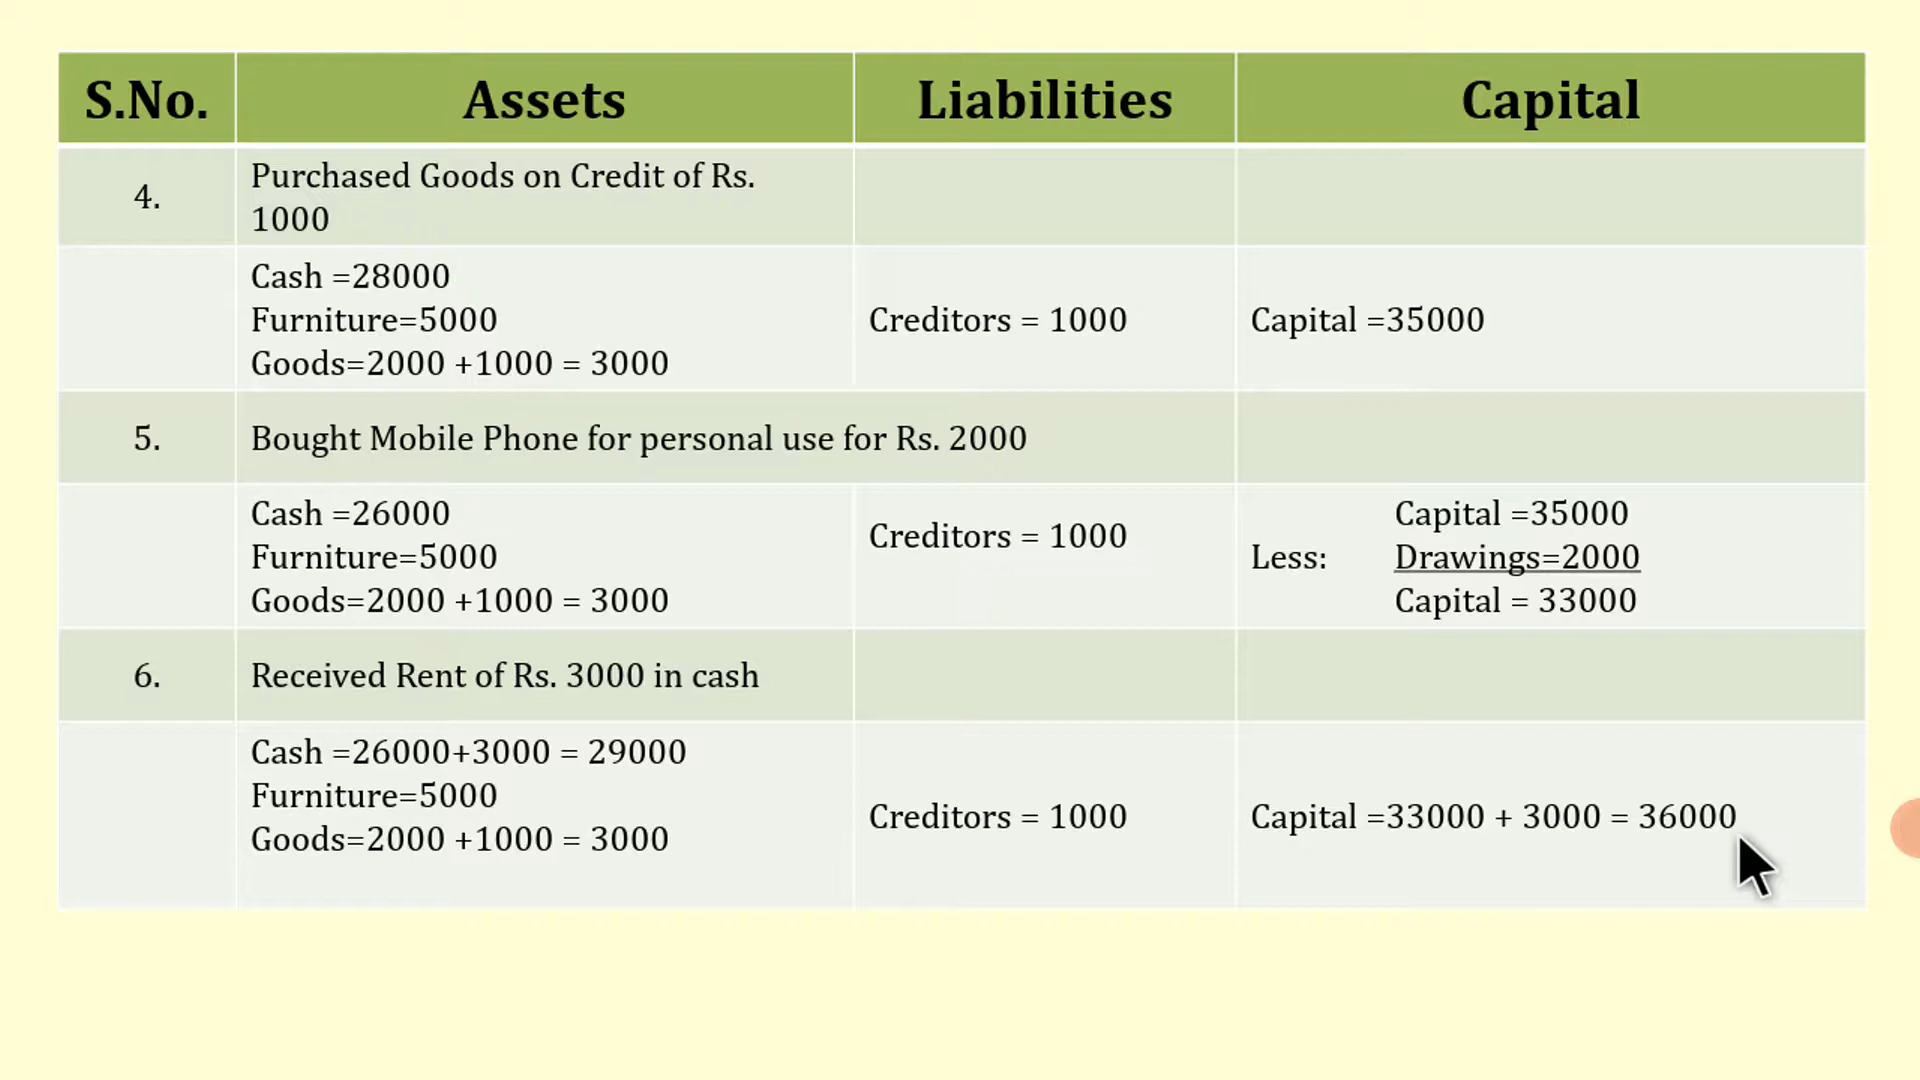 S.No. Assets Liabilities Capital
4. Purchased Goods on Credit of Rs.
1000
Cash =28000
Furniture=5000
Goods=2000 +1000 = 3000
Creditors = 1000
Capital =35000
5. Bought Mobile Phone for personal use for Rs. 2000
Cash =26000
Furniture=5000
Goods=2000 +1000 = 3000
Creditors = 1000
Capital =35000
Less: Drawings=2000
Capital = 33000
6. Received Rent of Rs. 3000 in cash
Cash =26000+3000 = 29000
Furniture=5000
Goods=2000 +1000 = 3000
Creditors = 1000
Capital =33000 + 3000 = 36000